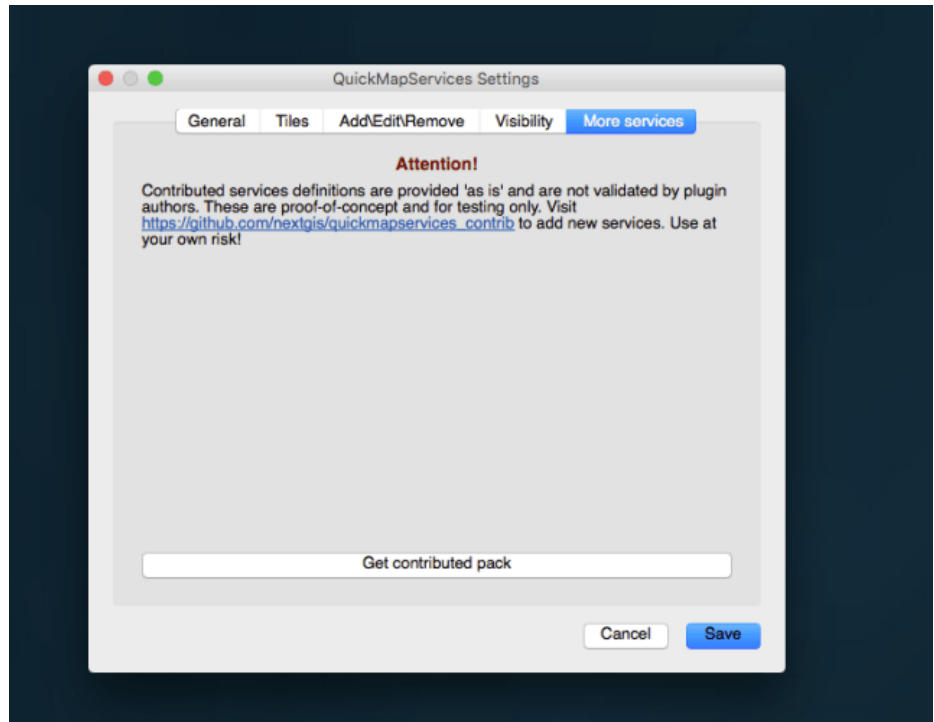 QuickMapServices Settings
General Tiles Add\Edit\Remove Visibility More services
Attention!
Contributed services definitions are provided 'as is' and are not validated by plugin
authors. These are proof-of-concept and for testing only. Visit
https://github.com/nextgis/quickmapservices_contrib to add new services. Use at
your own risk!
Get contributed pack
Cancel Save